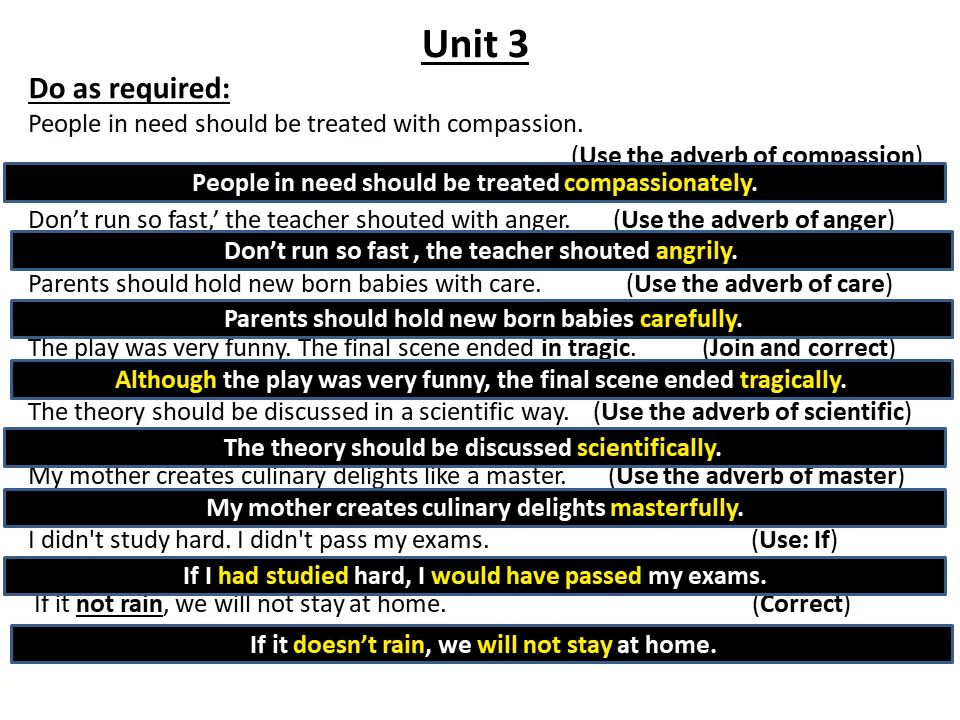 Unit 3
Do as required:
People in need should be treated with compassion.
(Use the adverb of compassion)
People in need should be treated compassionately.
Don’t run so fast,’ the teacher shouted with anger. (Use the adverb of anger)
Don’t run so fast , the teacher shouted angrily.
Parents should hold new born babies with care. (Use the adverb of care)
Parents should hold new born babies carefully.
The play was very funny. The final scene ended in tragic. (Join and correct)
Although the play was very funny, the final scene ended tragically.
The theory should be discussed in a scientific way. (Use the adverb of scientific)
The theory should be discussed scientifically.
My mother creates culinary delights like a master. (Use the adverb of master)
My mother creates culinary delights masterfully.
I didn't study hard. I didn't pass my exams. (Use: If)
If I had studied hard, I would have passed my exams.
If it not rain, we will not stay at home. (Correct)
If it doesn’t rain, we will not stay at home.